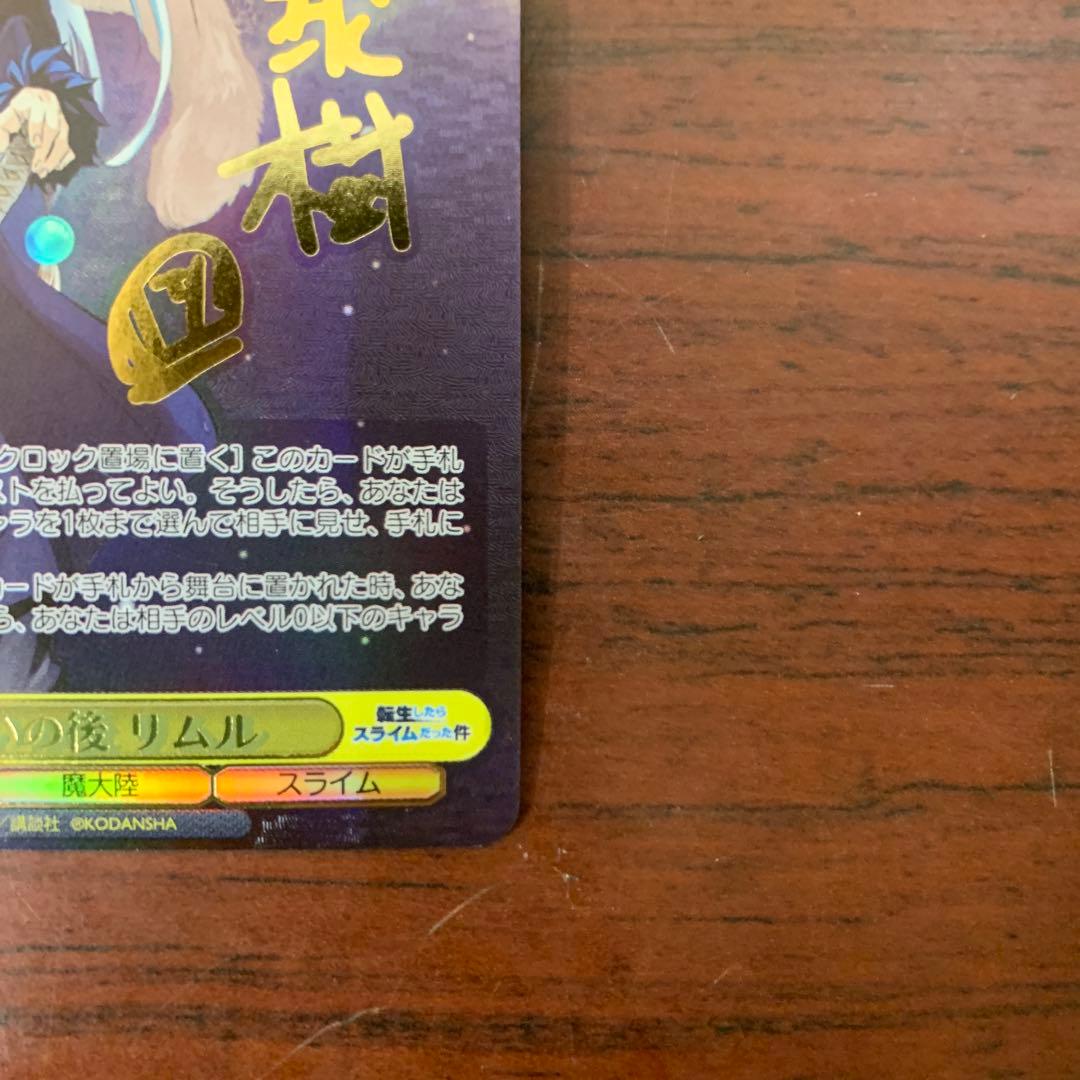 樹
クロック置場に置く］このカードが手札
ストを払ってよい。そうしたら、あなたは
ャラを1枚まで選んで相手に見せ、手札に
カードが手札から舞台に置かれた時、あな
ら、あなたは相手のレベル0以下のキャラ
いの後 リムル
転生したら
スライムだった件
魔大陸 スライム
／講談社 ®KODANSHA